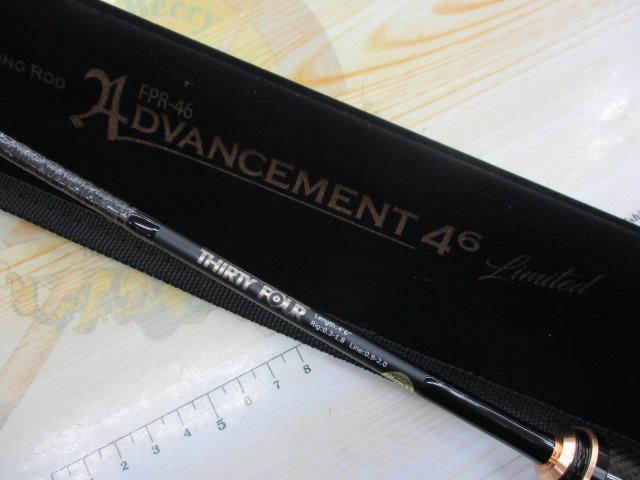 ING ROD
FPR-46
ADVANCEMENT 46
Limited
THIRTY FOUR
Length:4'6"
Rig:0.3-1.8 Line:0.9-2.0
1 2 3 4 5 6 7 8
Berry